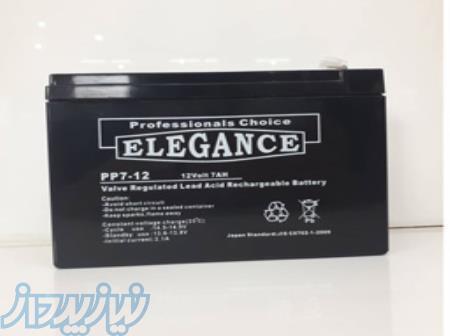 Professionals Choice
ELEGANCE
PP7-12 12Volt 7AH
Valve Regulated Lead Acid Rechargeable Battery
Caution:
-Avoid short circuit
-Do not charge in a sealed container
-Keep sparks,flame away
Constant voltage charge(25°C):
-Cycle use :14.5-14.9V
-Standby use :13.6-13.8V
-Initial current:2.1A
Japan Standard:JIS C8702-1-2009
نیازپرداز